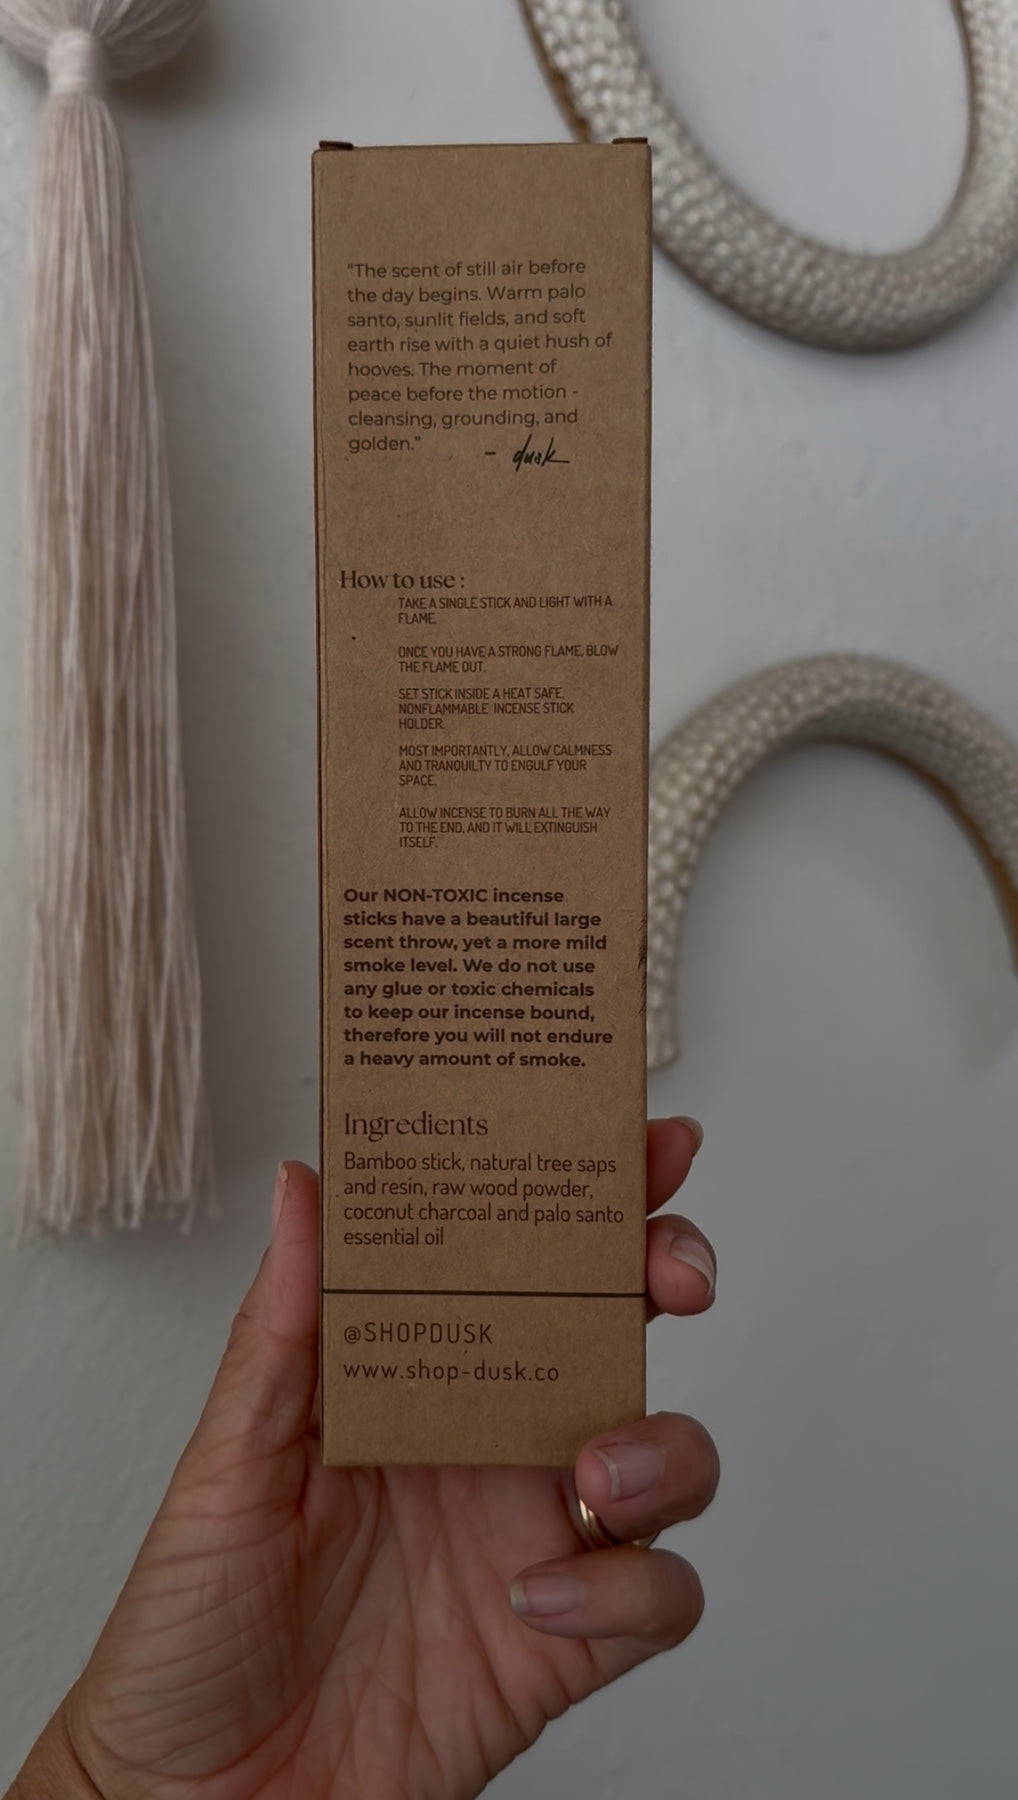 "The scent of still air before
the day begins. Warm palo
santo, sunlit fields, and soft
earth rise with a quiet hush of
hooves. The moment of
peace before the motion -
cleansing, grounding, and
golden."
- dusk
How to use :
TAKE A SINGLE STICK AND LIGHT WITH A
FLAME.
ONCE YOU HAVE A STRONG FLAME, BLOW
THE FLAME OUT.
SET STICK INSIDE A HEAT SAFE,
NONFLAMMABLE INCENSE STICK
HOLDER.
MOST IMPORTANTLY, ALLOW CALMNESS
AND TRANQUILTY TO ENGULF YOUR
SPACE.
ALLOW INCENSE TO BURN ALL THE WAY
TO THE END, AND IT WILL EXTINGUISH
ITSELF.
Our NON-TOXIC incense
sticks have a beautiful large
scent throw, yet a more mild
smoke level. We do not use
any glue or toxic chemicals
to keep our incense bound,
therefore you will not endure
a heavy amount of smoke.
Ingredients
Bamboo stick, natural tree saps
and resin, raw wood powder,
coconut charcoal and palo santo
essential oil
@SHOPDUSK
www.shop-dusk.co